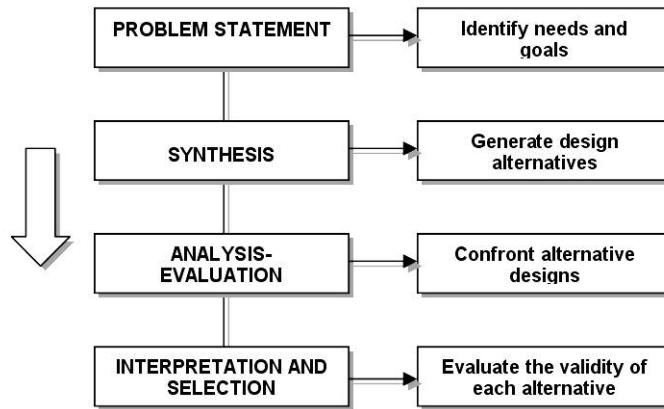 PROBLEM STATEMENT
Identify needs and
goals
SYNTHESIS
Generate design
alternatives
ANALYSIS-
EVALUATION
Confront alternative
designs
INTERPRETATION AND
SELECTION
Evaluate the validity of
each alternative